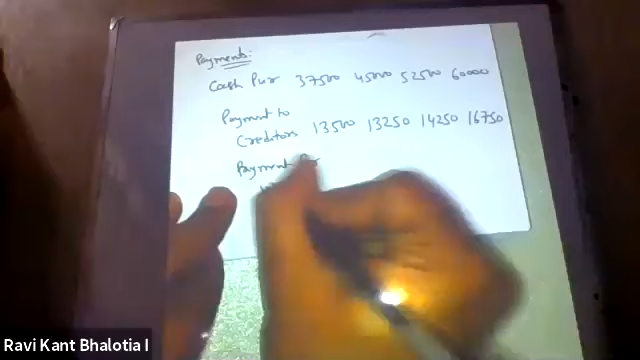 Payments:
Cash Pur 37500 45000 52500 60000
Payment to
Creditors 13500 13250 14250 16750
Payment for
Ravi Kant Bhalotia I